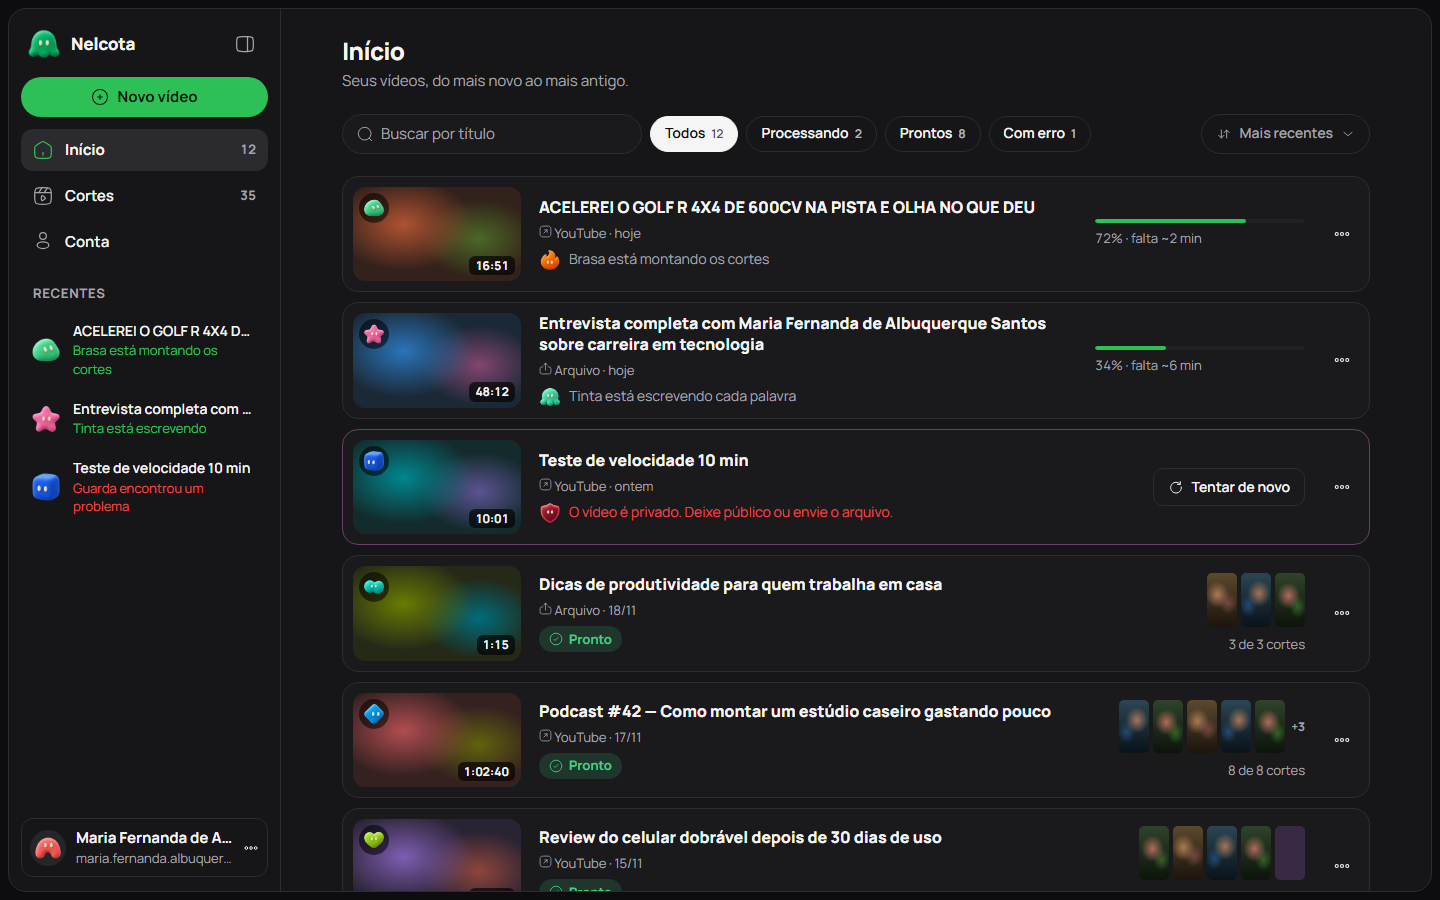 Nelcota
Novo vídeo
Início 12
Cortes 35
Conta
RECENTES
ACELEREI O GOLF R 4X4 D...
Brasa está montando os
cortes
Entrevista completa com ...
Tinta está escrevendo
Teste de velocidade 10 min
Guarda encontrou um
problema
Maria Fernanda de A...
maria.fernanda.albuquer...
Início
Seus vídeos, do mais novo ao mais antigo.
Buscar por título
Todos 12
Processando 2
Prontos 8
Com erro 1
Mais recentes
16:51
ACELEREI O GOLF R 4X4 DE 600CV NA PISTA E OLHA NO QUE DEU
YouTube · hoje
Brasa está montando os cortes
72% · falta ~2 min
48:12
Entrevista completa com Maria Fernanda de Albuquerque Santos
sobre carreira em tecnologia
Arquivo · hoje
Tinta está escrevendo cada palavra
34% · falta ~6 min
10:01
Teste de velocidade 10 min
YouTube · ontem
O vídeo é privado. Deixe público ou envie o arquivo.
Tentar de novo
1:15
Dicas de produtividade para quem trabalha em casa
Arquivo · 18/11
Pronto
3 de 3 cortes
1:02:40
Podcast #42 — Como montar um estúdio caseiro gastando pouco
YouTube · 17/11
Pronto
+3
8 de 8 cortes
Review do celular dobrável depois de 30 dias de uso
YouTube · 15/11
Pronto